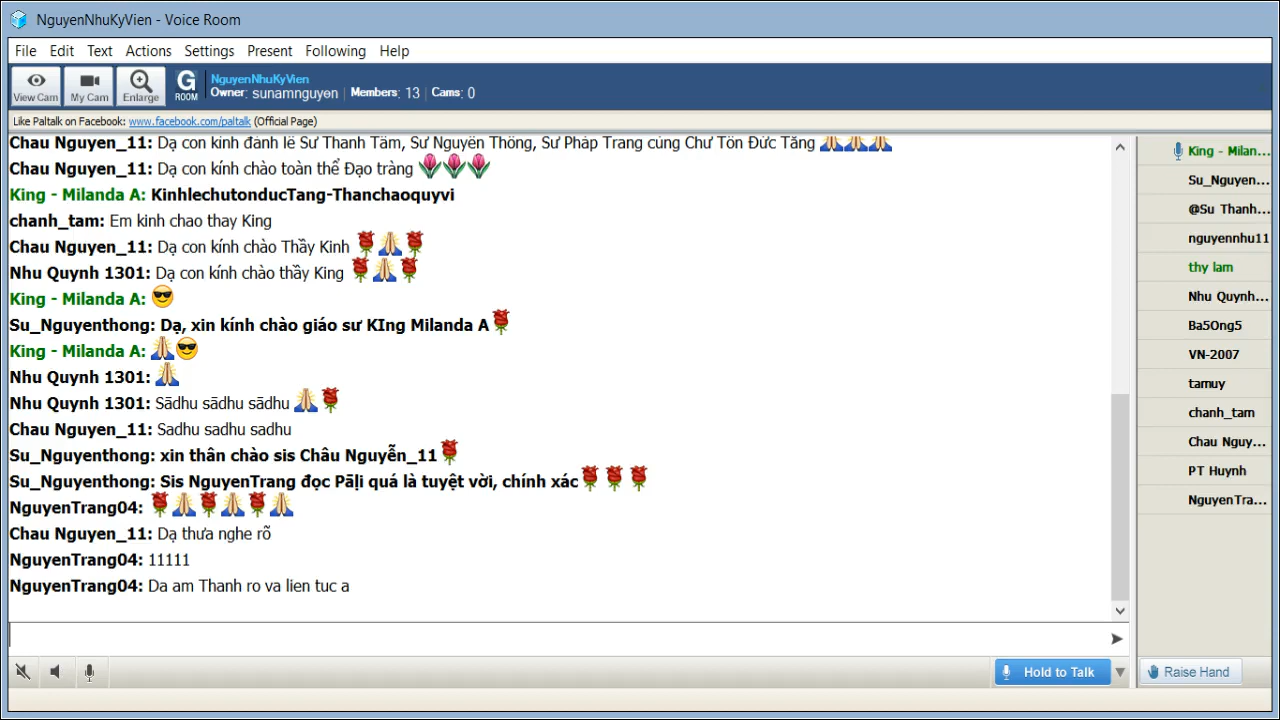 NguyenNhuKyVien - Voice Room
File Edit Text Actions Settings Present Following Help
View Cam My Cam Enlarge G ROOM
NguyenNhuKyVien
Owner: sunamnguyen | Members: 13 | Cams: 0
Like Paltalk on Facebook: www.facebook.com/paltalk (Official Page)
Chau Nguyen_11: Dạ con kính đảnh lễ Sư Thanh Tâm, Sư Nguyên Thông, Sư Pháp Trang cùng Chư Tôn Đức Tăng 🙏🙏🙏
Chau Nguyen_11: Dạ con kính chào toàn thể Đạo tràng 🌷🌷🌷
King - Milanda A: KinhlechutonducTang-Thanchaoquyvi
chanh_tam: Em kinh chao thay King
Chau Nguyen_11: Dạ con kính chào Thầy Kinh 🌹🙏🌹
Nhu Quynh 1301: Dạ con kính chào thầy King 🌹🙏🌹
King - Milanda A: 😎
Su_Nguyenthong: Dạ, xin kính chào giáo sư KIng Milanda A🌹
King - Milanda A: 🙏😎
Nhu Quynh 1301: 🙏
Nhu Quynh 1301: Sādhu sādhu sādhu 🙏🌹
Chau Nguyen_11: Sadhu sadhu sadhu
Su_Nguyenthong: xin thân chào sis Châu Nguyễn_11🌹
Su_Nguyenthong: Sis NguyenTrang đọc Pāḷi quá là tuyệt vời, chính xác🌹🌹🌹
NguyenTrang04: 🌹🙏🌹🙏🌹🙏
Chau Nguyen_11: Dạ thưa nghe rõ
NguyenTrang04: 11111
NguyenTrang04: Da am Thanh ro va lien tuc a
King - Milan...
Su_Nguyen...
@Su Thanh...
nguyennhu11
thy lam
Nhu Quynh...
Ba5Ong5
VN-2007
tamuy
chanh_tam
Chau Nguy...
PT Huynh
NguyenTra...
Hold to Talk
Raise Hand